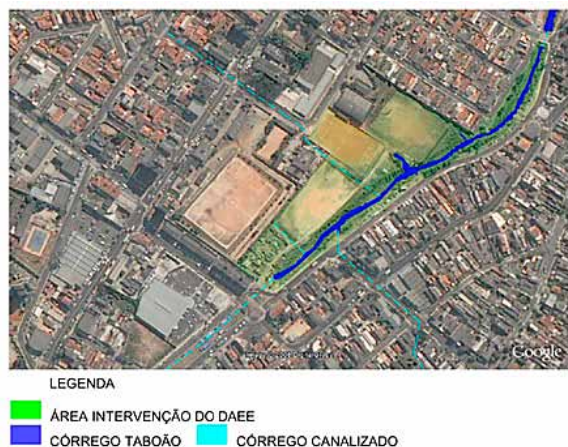 Google
LEGENDA
ÁREA INTERVENÇÃO DO DAEE
CÓRREGO TABOÃO CÓRREGO CANALIZADO